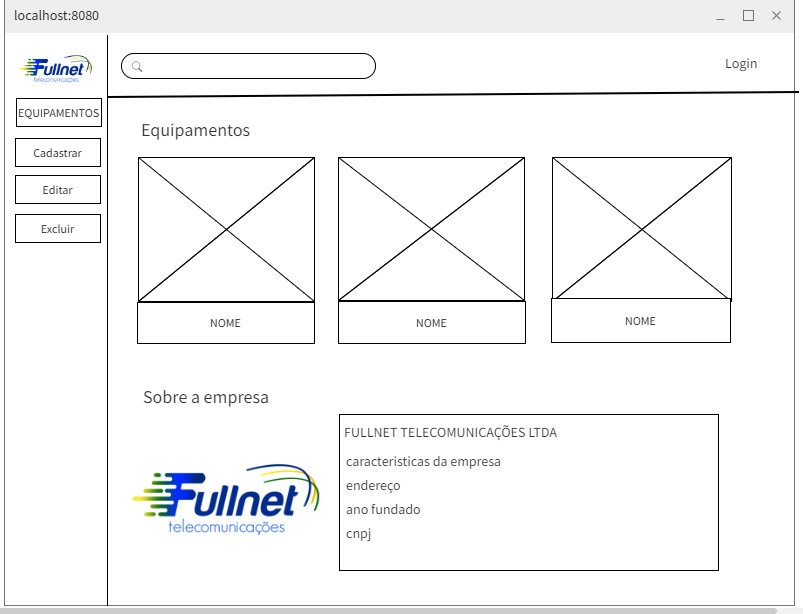 localhost:8080
Fullnet
telecomunicações
Login
EQUIPAMENTOS
Cadastrar
Editar
Excluir
Equipamentos
NOME
NOME
NOME
Sobre a empresa
Fullnet
telecomunicações
FULLNET TELECOMUNICAÇÕES LTDA
caracteristicas da empresa
endereço
ano fundado
cnpj